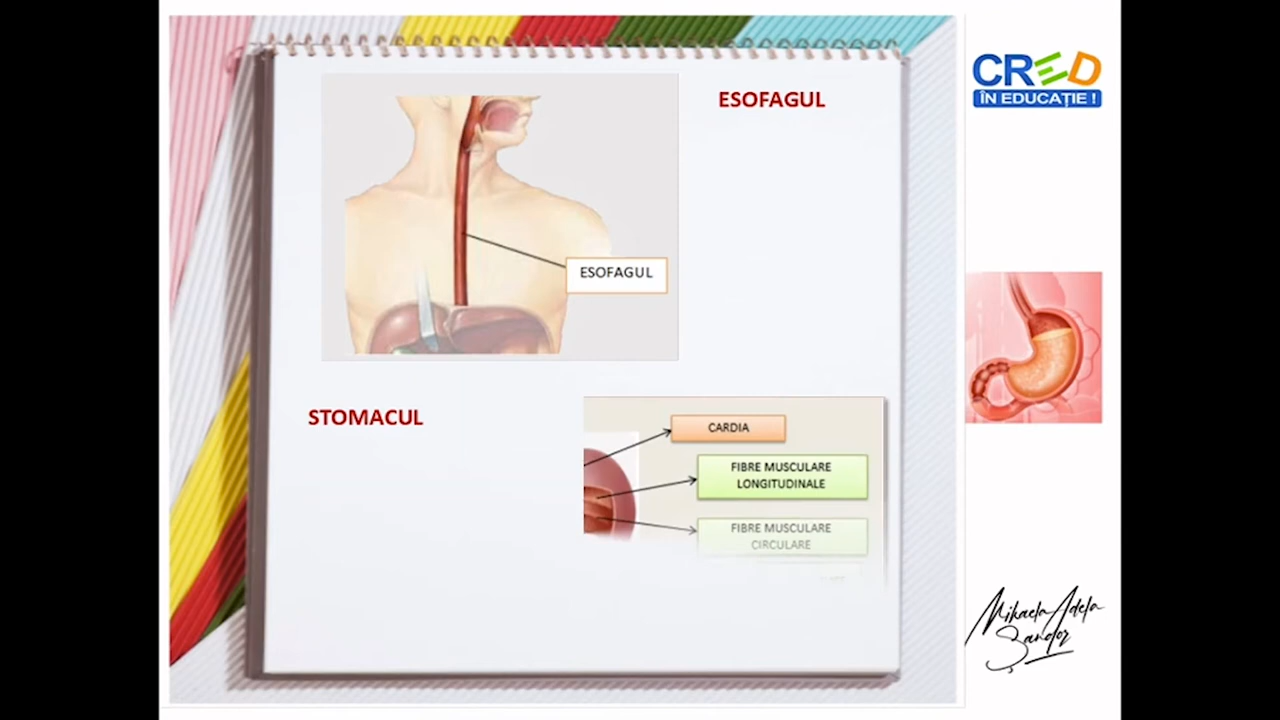 ESOFAGUL
ESOFAGUL
STOMACUL
CARDIA
FIBRE MUSCULARE
LONGITUDINALE
FIBRE MUSCULARE
CIRCULARE
CRED
ÎN EDUCAȚIE !
Mihaela Adela
Șandor